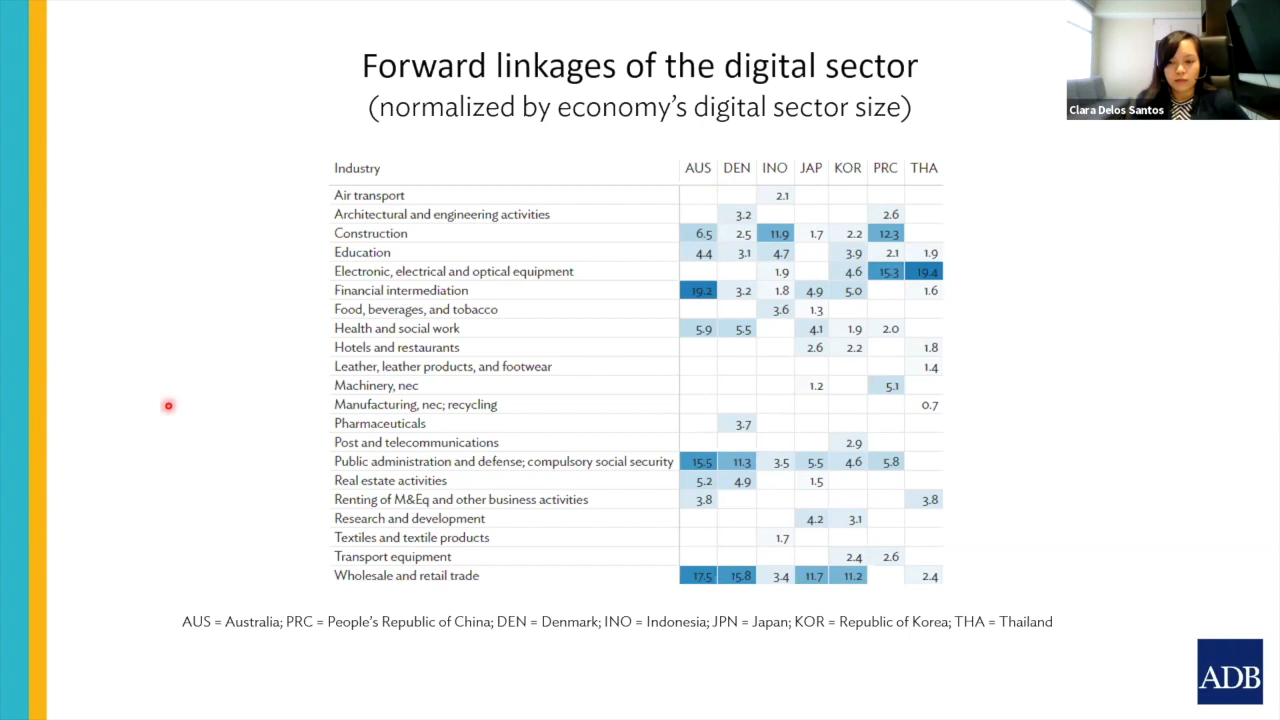 Forward linkages of the digital sector
(normalized by economy's digital sector size)
Clara Delos Santos
Industry AUS DEN INO JAP KOR PRC THA
Air transport 2.1
Architectural and engineering activities 3.2 2.6
Construction 6.5 2.5 11.9 1.7 2.2 12.3
Education 4.4 3.1 4.7 3.9 2.1 1.9
Electronic, electrical and optical equipment 1.9 4.6 15.3 19.4
Financial intermediation 19.2 3.2 1.8 4.9 5.0 1.6
Food, beverages, and tobacco 3.6 1.3
Health and social work 5.9 5.5 4.1 1.9 2.0
Hotels and restaurants 2.6 2.2 1.8
Leather, leather products, and footwear 1.4
Machinery, nec 1.2 5.1
Manufacturing, nec; recycling 0.7
Pharmaceuticals 3.7
Post and telecommunications 2.9
Public administration and defense; compulsory social security 15.5 11.3 3.5 5.5 4.6 5.8
Real estate activities 5.2 4.9 1.5
Renting of M&Eq and other business activities 3.8 3.8
Research and development 4.2 3.1
Textiles and textile products 1.7
Transport equipment 2.4 2.6
Wholesale and retail trade 17.5 15.8 3.4 11.7 11.2 2.4
AUS = Australia; PRC = People's Republic of China; DEN = Denmark; INO = Indonesia; JPN = Japan; KOR = Republic of Korea; THA = Thailand
ADB